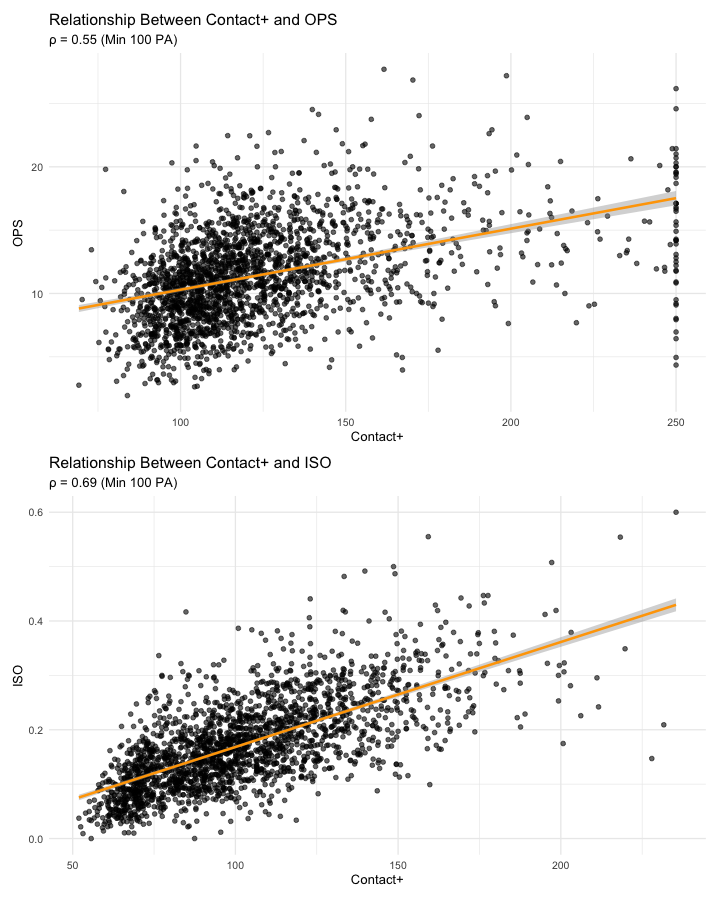 Relationship Between Contact+ and OPS
ρ = 0.55 (Min 100 PA)
20
10
OPS
100 150 200 250
Contact+
Relationship Between Contact+ and ISO
ρ = 0.69 (Min 100 PA)
0.6
0.4
0.2
0.0
ISO
50 100 150 200
Contact+